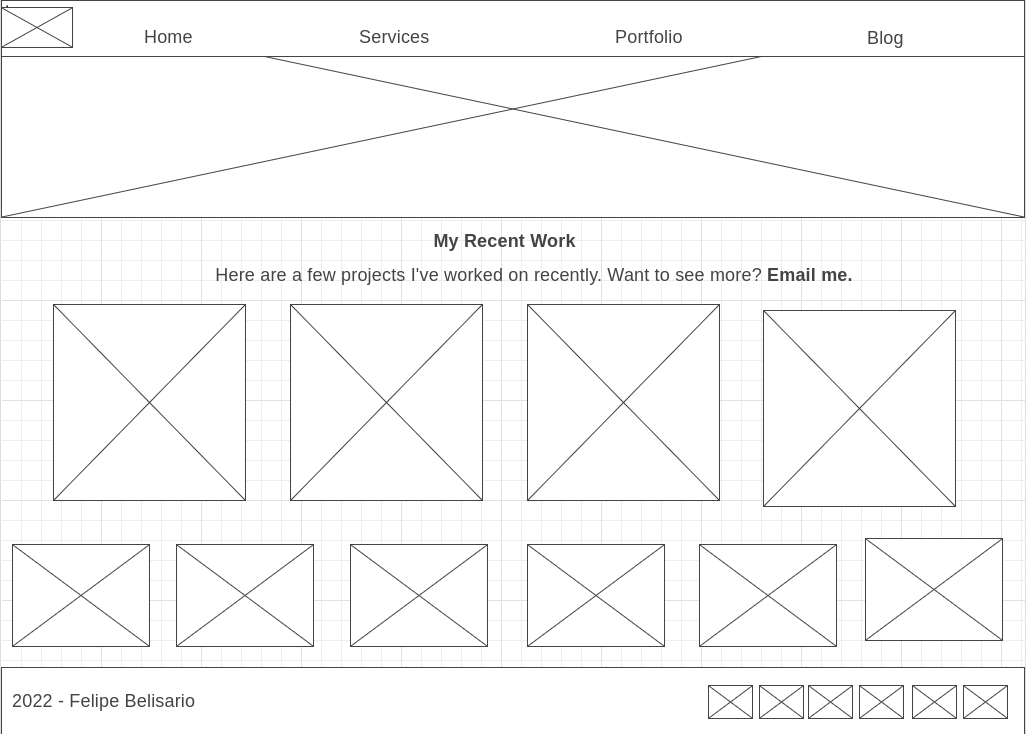 Home Services Portfolio Blog
My Recent Work
Here are a few projects I've worked on recently. Want to see more? Email me.
2022 - Felipe Belisario